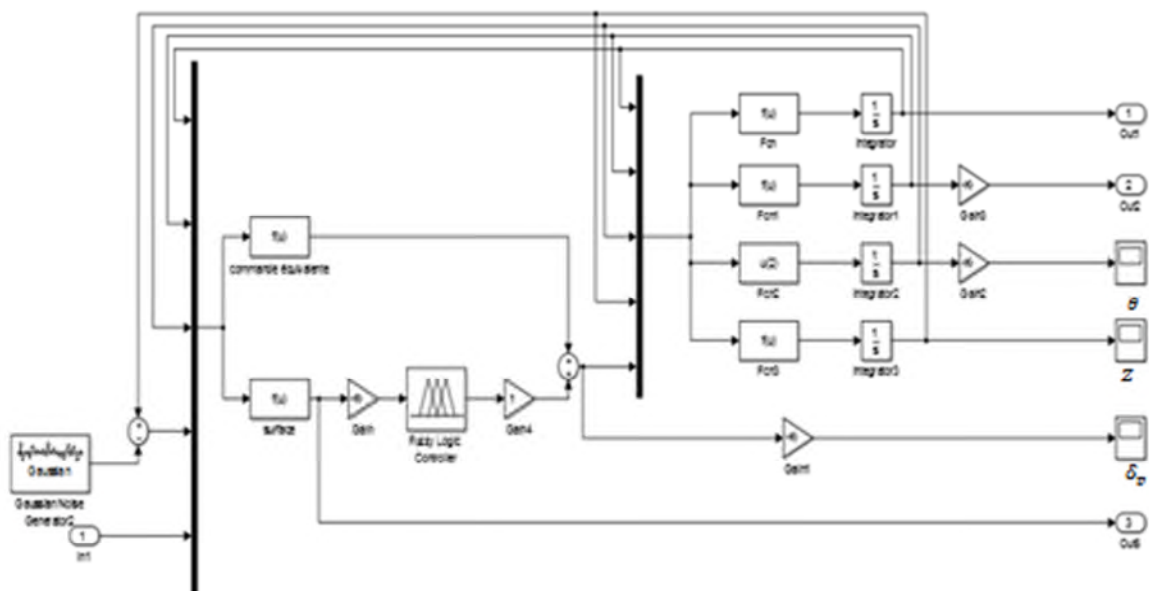 f(u)
Fcn
1
s
Integrator
1
Out1
f(u)
Fcn1
1
s
Integrator1
Gain3
2
Out2
f(u)
commande équivalente
u(2)
Fcn2
1
s
Integrator2
Gain2
θ
f(u)
Fcn3
1
s
Integrator3
z
f(u)
surface
Gain
Fuzzy Logic
Controller
1
Gain4
Gain1
δ_p
Gaussian
Gaussian Noise
Generator2
1
In1
3